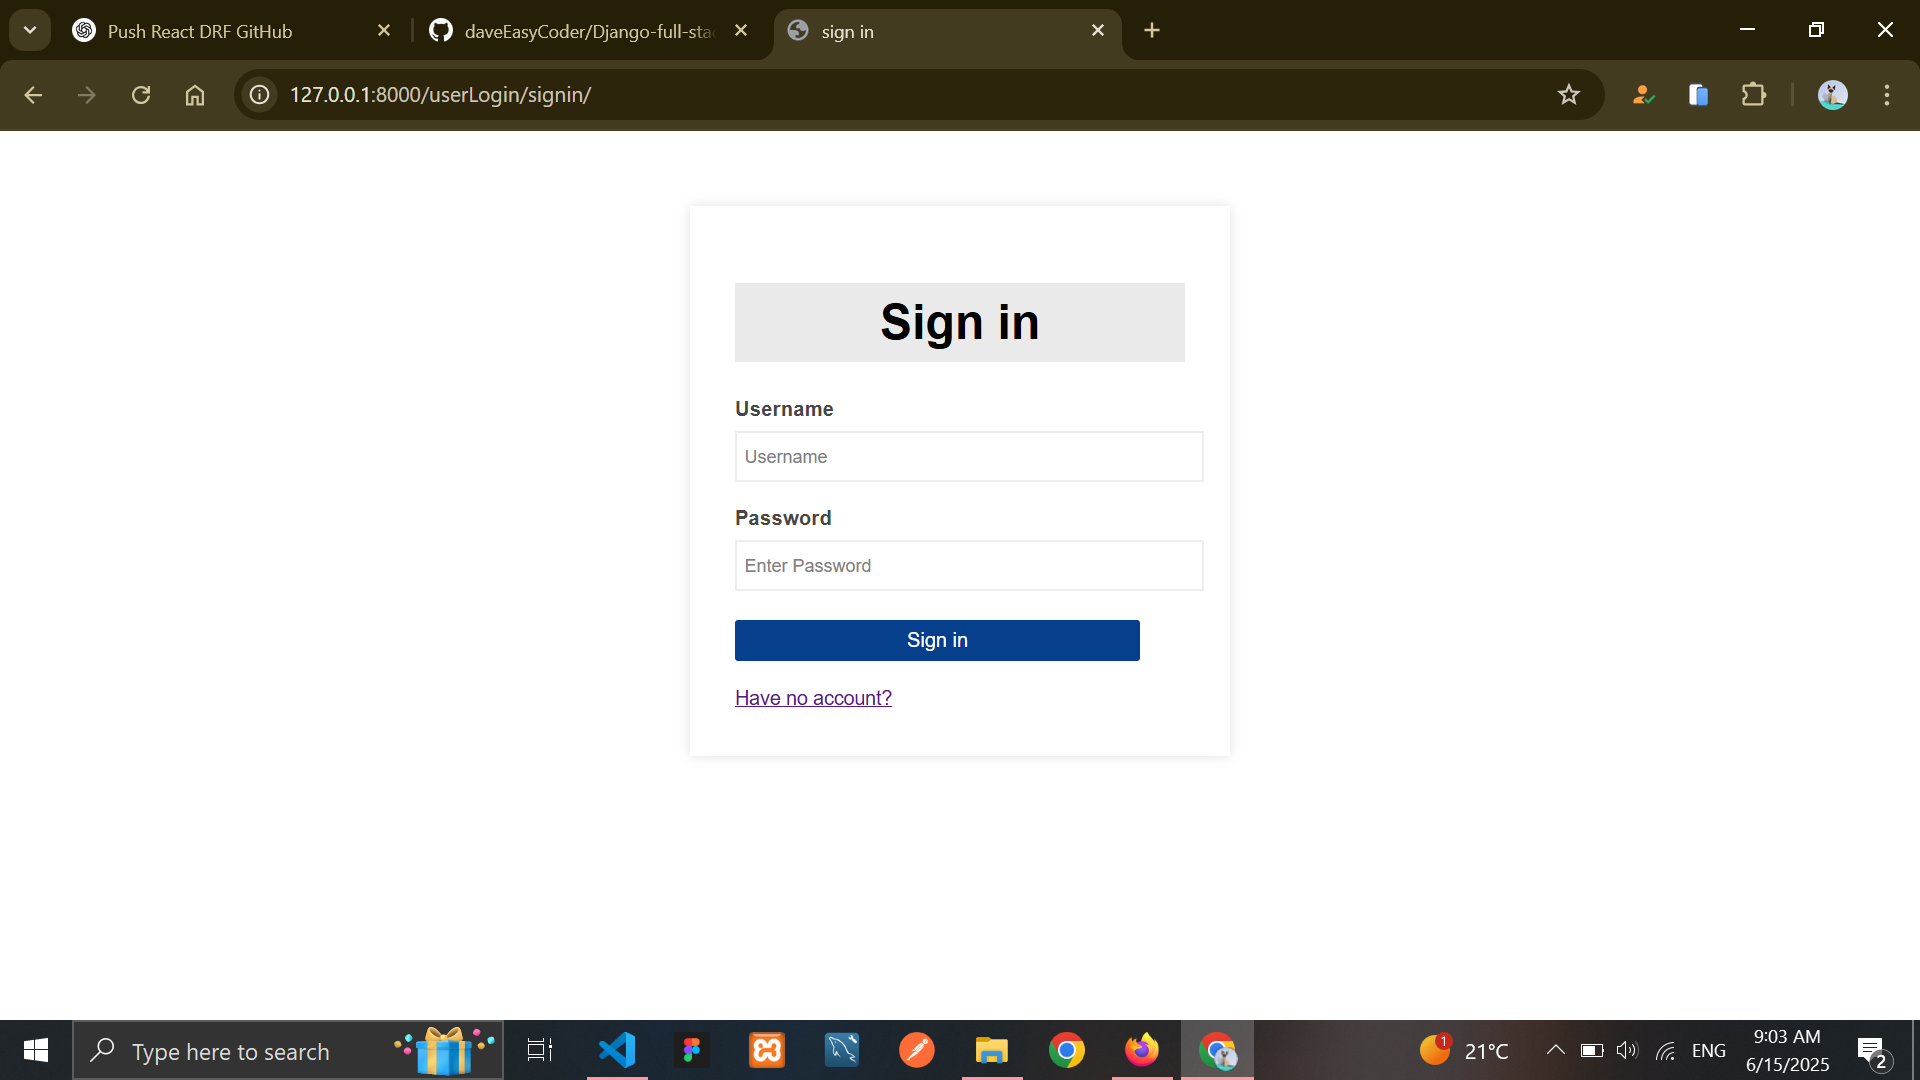 Push React DRF GitHub
daveEasyCoder/Django-full-sta
sign in
127.0.0.1:8000/userLogin/signin/
Sign in
Username
Username
Password
Enter Password
Sign in
Have no account?
Type here to search
1
21°C
ENG
9:03 AM
6/15/2025
2